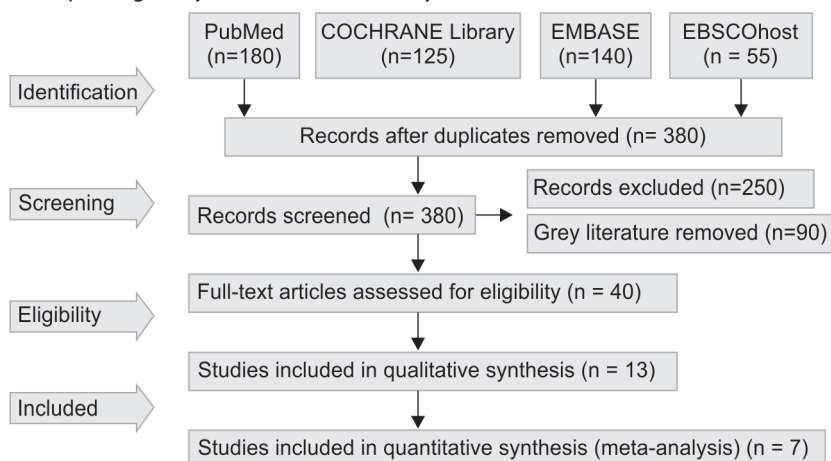 PubMed
(n=180)
COCHRANE Library
(n=125)
EMBASE
(n=140)
EBSCOhost
(n = 55)
Identification
Records after duplicates removed (n= 380)
Screening
Records screened (n= 380)
Records excluded (n=250)
Grey literature removed (n=90)
Full-text articles assessed for eligibility (n = 40)
Eligibility
Studies included in qualitative synthesis (n = 13)
Included
Studies included in quantitative synthesis (meta-analysis) (n = 7)